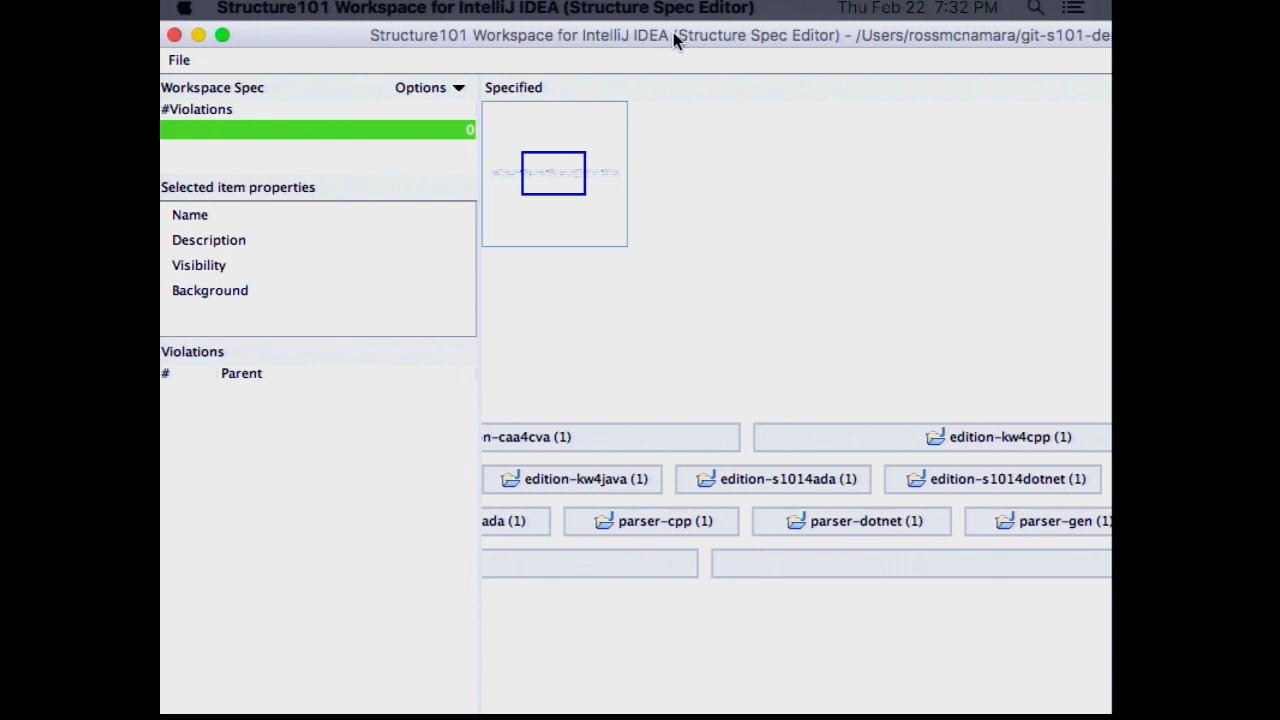 Structure101 Workspace for IntelliJ IDEA (Structure Spec Editor) Thu Feb 22 7:32 PM
Structure101 Workspace for IntelliJ IDEA (Structure Spec Editor) - /Users/rossmcnamara/git-s101-de
File
Workspace Spec Options Specified
#Violations
0
Selected item properties
Name
Description
Visibility
Background
Violations
# Parent
n-caa4cva (1) edition-kw4cpp (1)
edition-kw4java (1) edition-s1014ada (1) edition-s1014dotnet (1)
ada (1) parser-cpp (1) parser-dotnet (1) parser-gen (1)